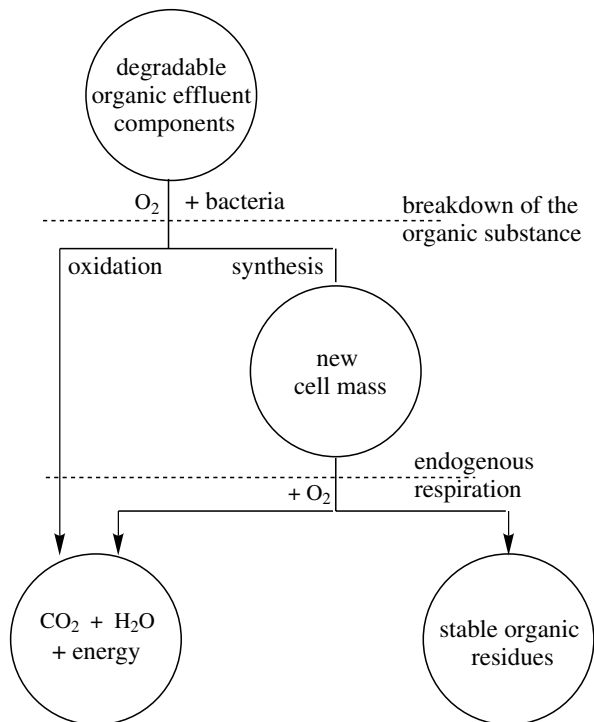 degradable
organic effluent
components
O₂ + bacteria
breakdown of the
organic substance
oxidation
synthesis
new
cell mass
endogenous
respiration
+ O₂
CO₂ + H₂O
+ energy
stable organic
residues